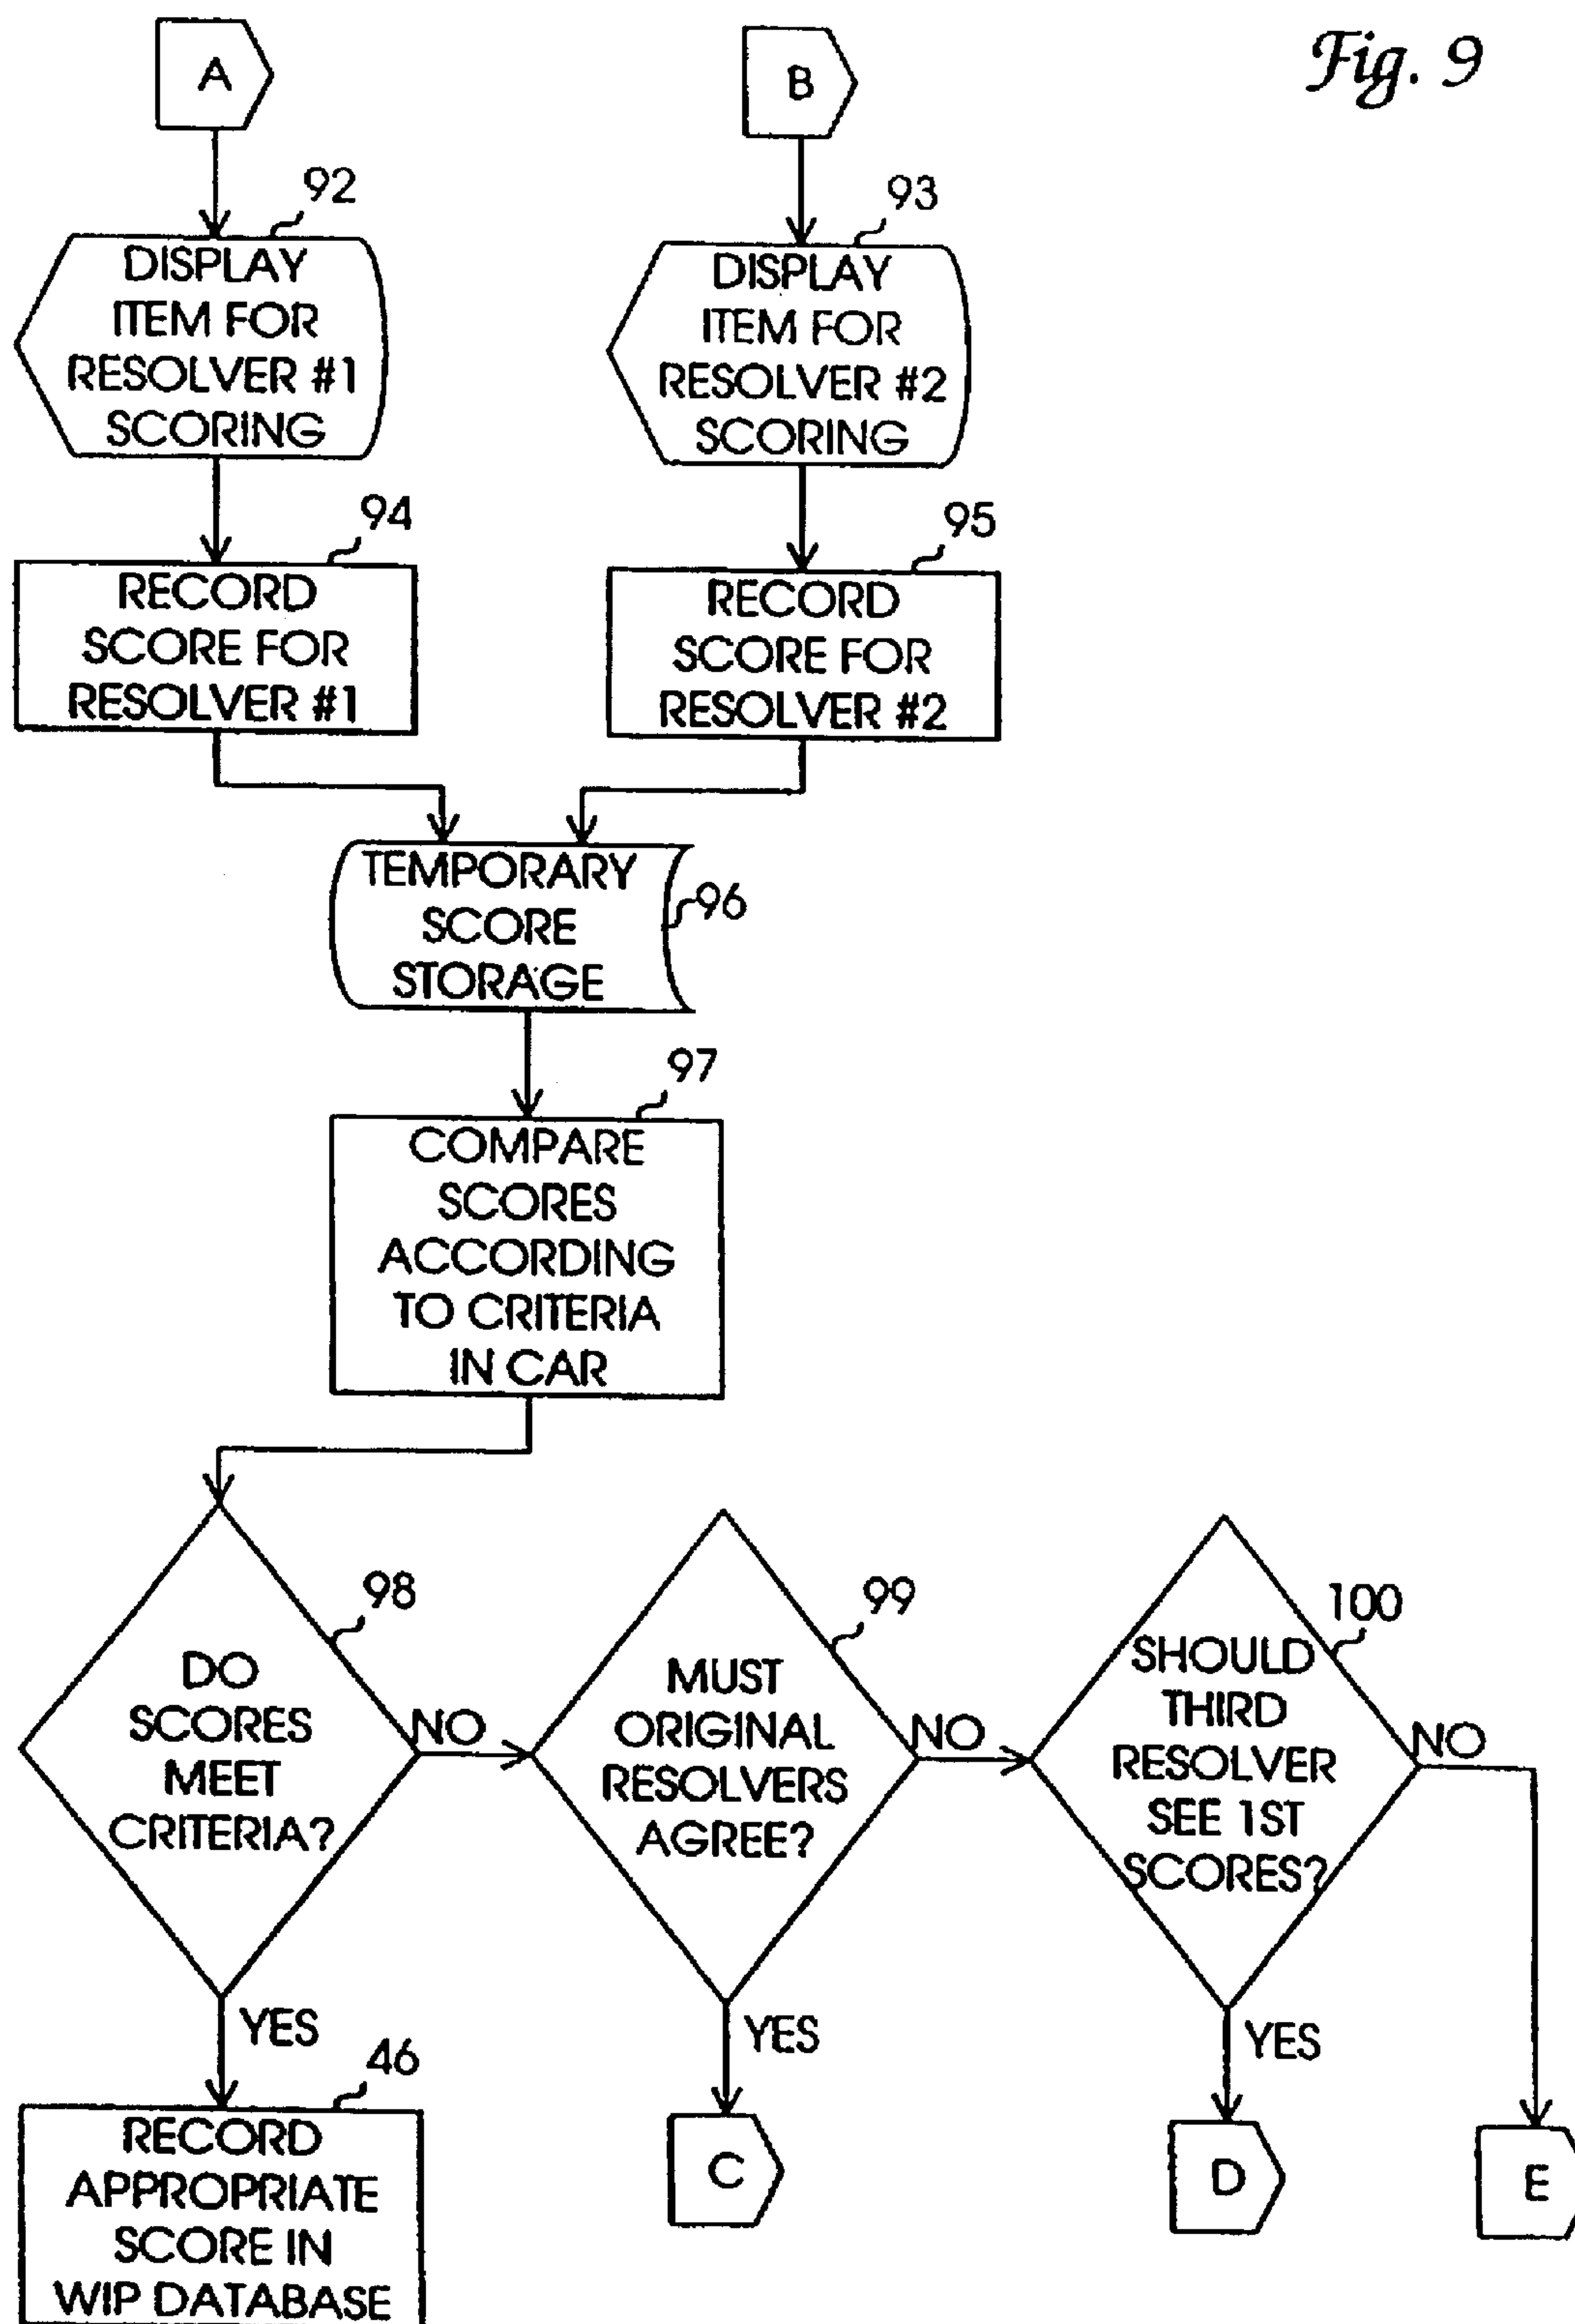 Fig. 9
A
B
92
93
DISPLAY
ITEM FOR
RESOLVER #1
SCORING
DISPLAY
ITEM FOR
RESOLVER #2
SCORING
94
95
RECORD
SCORE FOR
RESOLVER #1
RECORD
SCORE FOR
RESOLVER #2
TEMPORARY
SCORE
STORAGE
96
97
COMPARE
SCORES
ACCORDING
TO CRITERIA
IN CAR
98
DO
SCORES
MEET
CRITERIA?
NO
YES
99
MUST
ORIGINAL
RESOLVERS
AGREE?
NO
YES
100
SHOULD
THIRD
RESOLVER
SEE 1ST
SCORES?
NO
YES
46
RECORD
APPROPRIATE
SCORE IN
WIP DATABASE
C
D
E